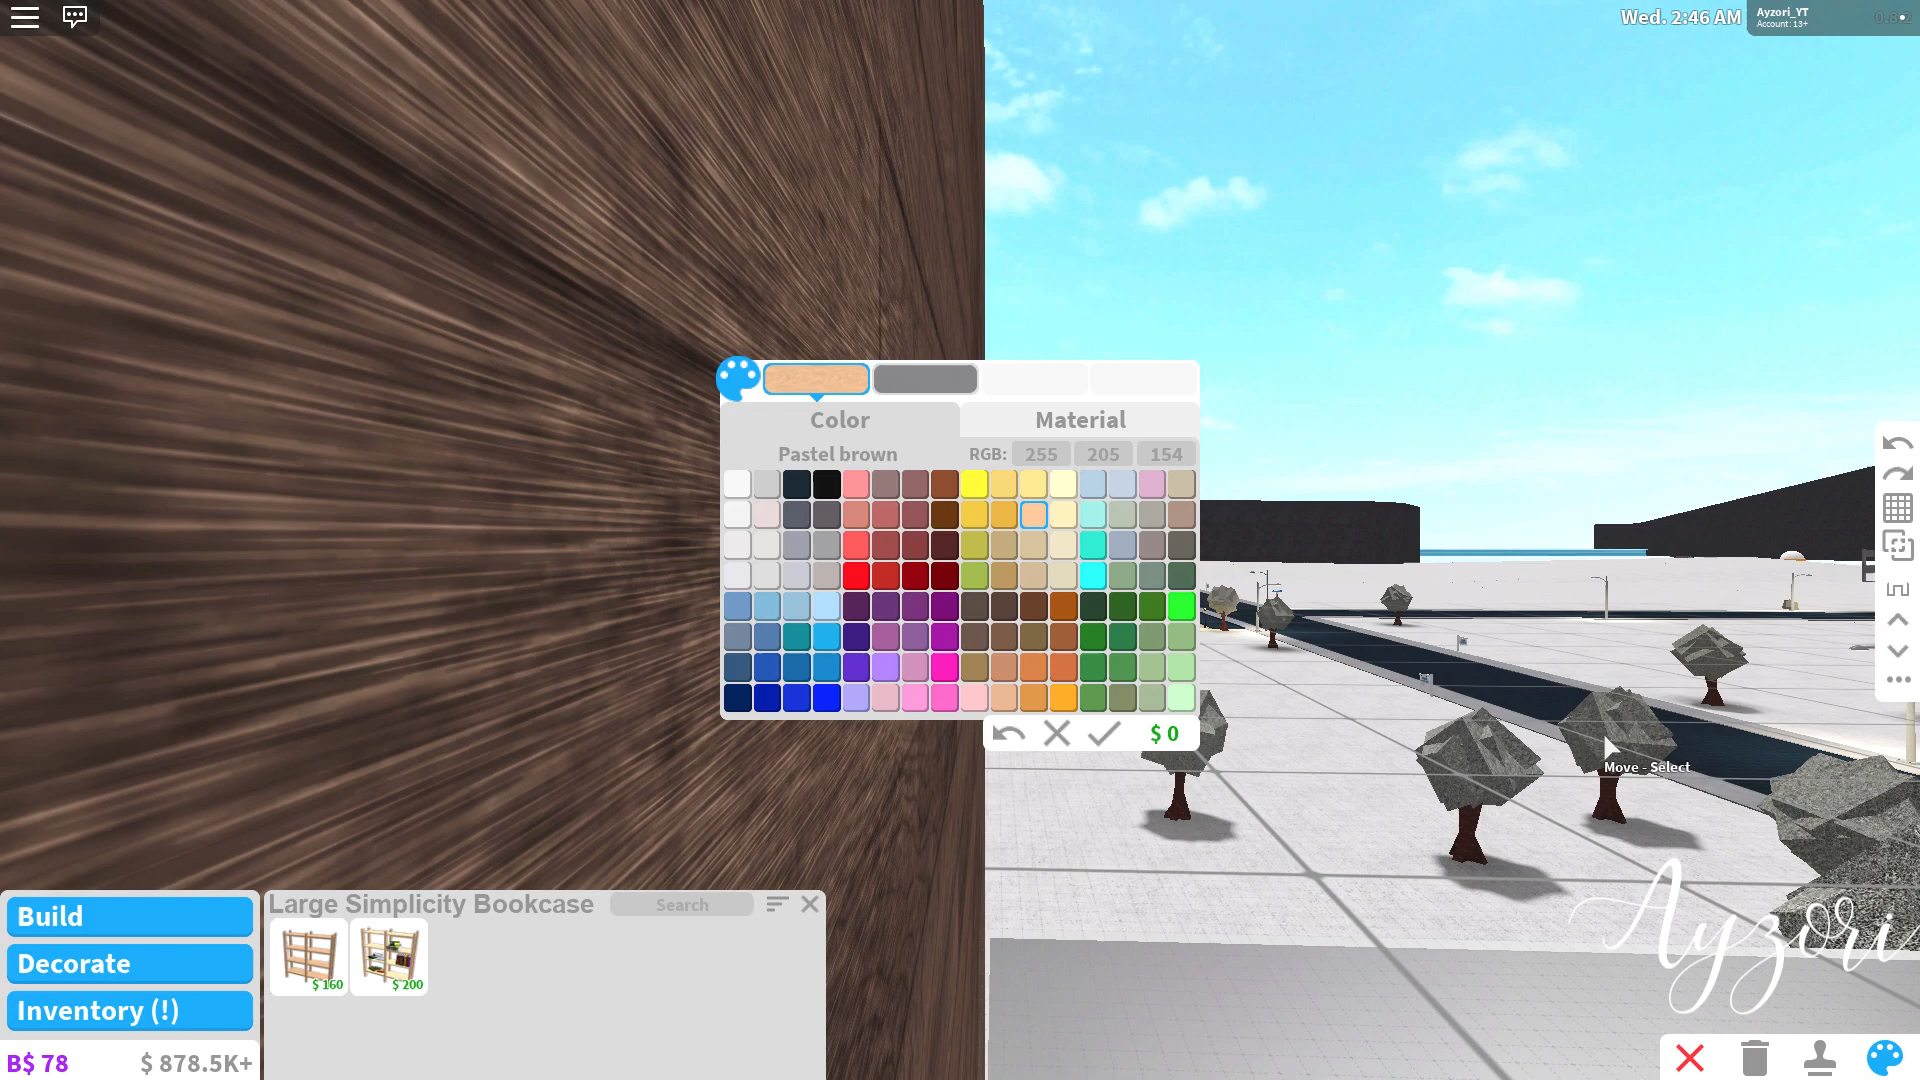 Wed. 2:46 AM
Ayzori_YT
Account: 13+
Color
Material
Pastel brown
RGB: 255 205 154
$ 0
Move - Select
Build
Decorate
Inventory (!)
B$ 78
$ 878.5K+
Large Simplicity Bookcase
Search
$ 160
$ 200
Ayzori